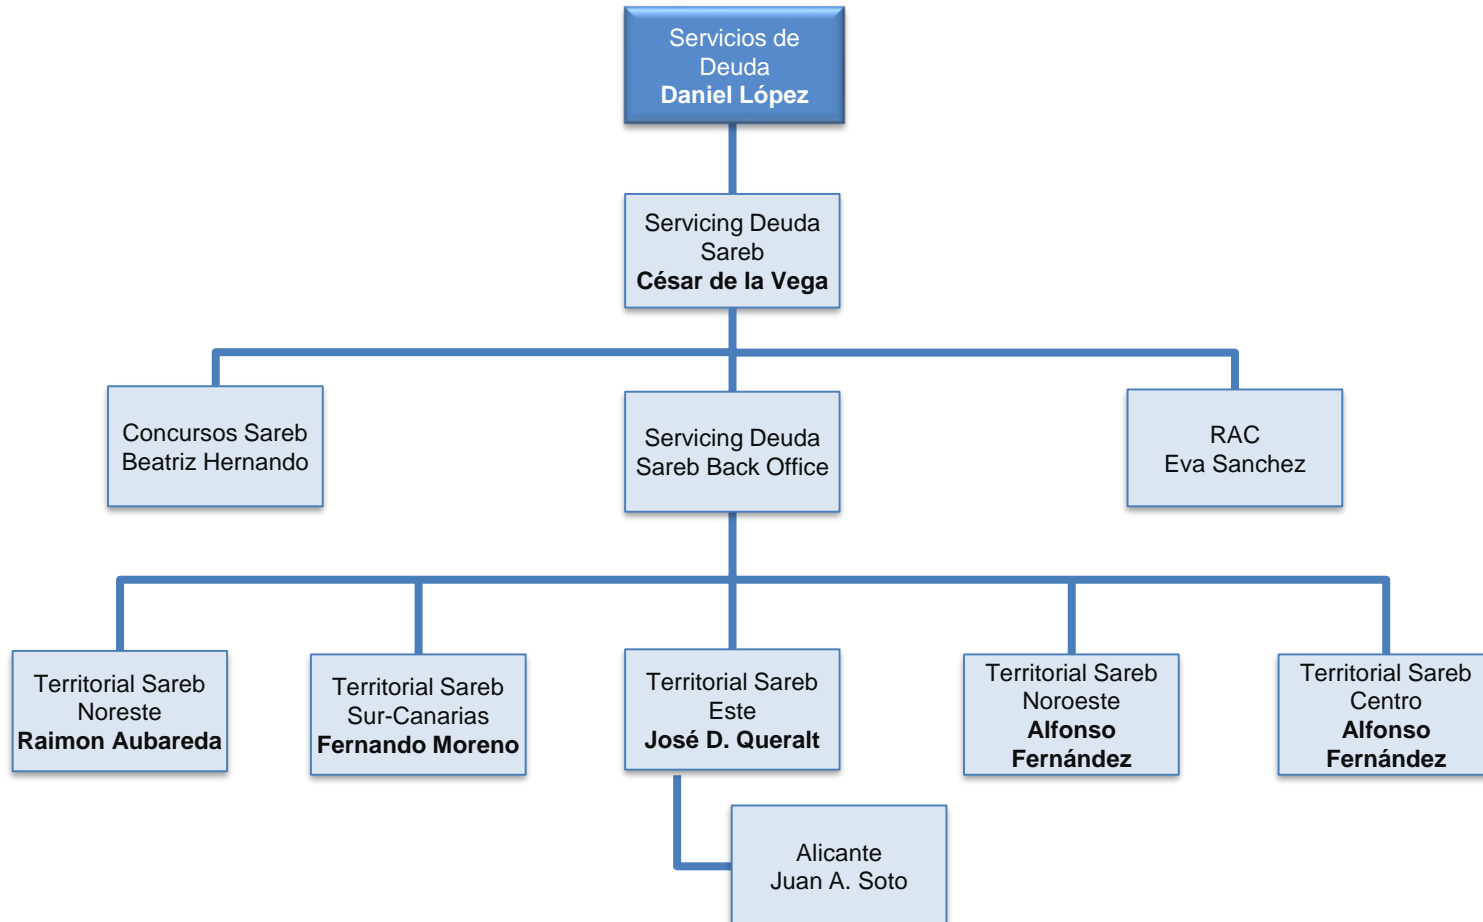 Servicios de
Deuda
Daniel López
Servicing Deuda
Sareb
César de la Vega
Concursos Sareb
Beatriz Hernando
Servicing Deuda
Sareb Back Office
RAC
Eva Sanchez
Territorial Sareb
Noreste
Raimon Aubareda
Territorial Sareb
Sur-Canarias
Fernando Moreno
Territorial Sareb
Este
José D. Queralt
Territorial Sareb
Noroeste
Alfonso
Fernández
Territorial Sareb
Centro
Alfonso
Fernández
Alicante
Juan A. Soto